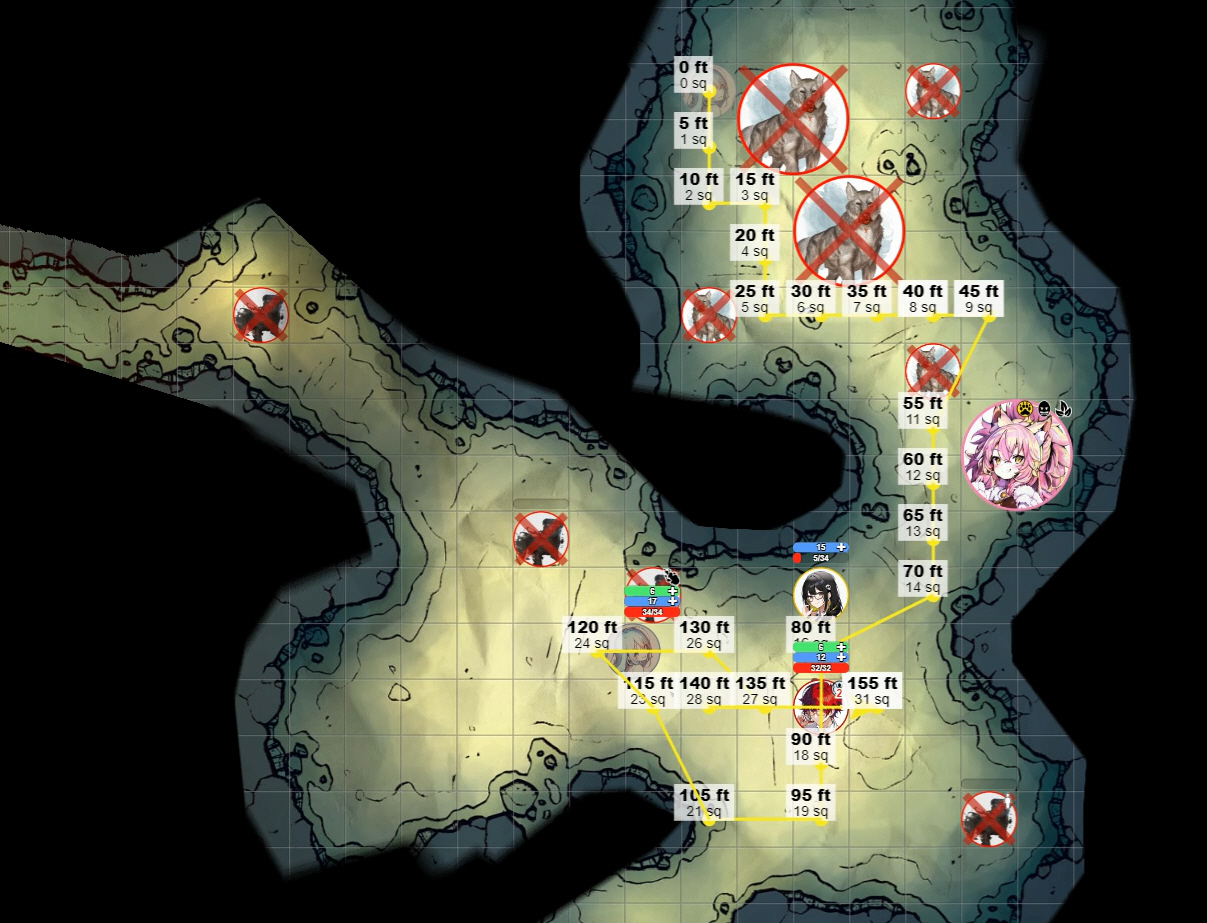 0 ft
0 sq
5 ft
1 sq
10 ft 15 ft
2 sq 3 sq
20 ft
4 sq
25 ft 30 ft 35 ft 40 ft 45 ft
5 sq 6 sq 7 sq 8 sq 9 sq
55 ft
11 sq
60 ft
12 sq
65 ft
13 sq
15
5/34
70 ft
14 sq
6
17
34/34
120 ft 130 ft 80 ft
24 sq 26 sq
6
12
32/32
115 ft 140 ft 135 ft 155 ft
23 sq 28 sq 27 sq 31 sq
2
90 ft
18 sq
105 ft 95 ft
21 sq 19 sq